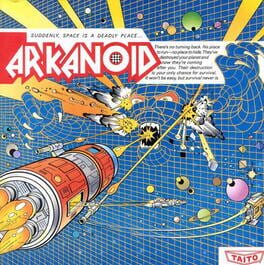 SUDDENLY, SPACE IS A DEADLY PLACE...
ARKANOID
There's no turning back. No place
to run—no place to hide. They've
destroyed your planet and
now they're coming
after you. Their destruction
is your only chance for survival.
It won't be easy, but survival never is.
TAITO